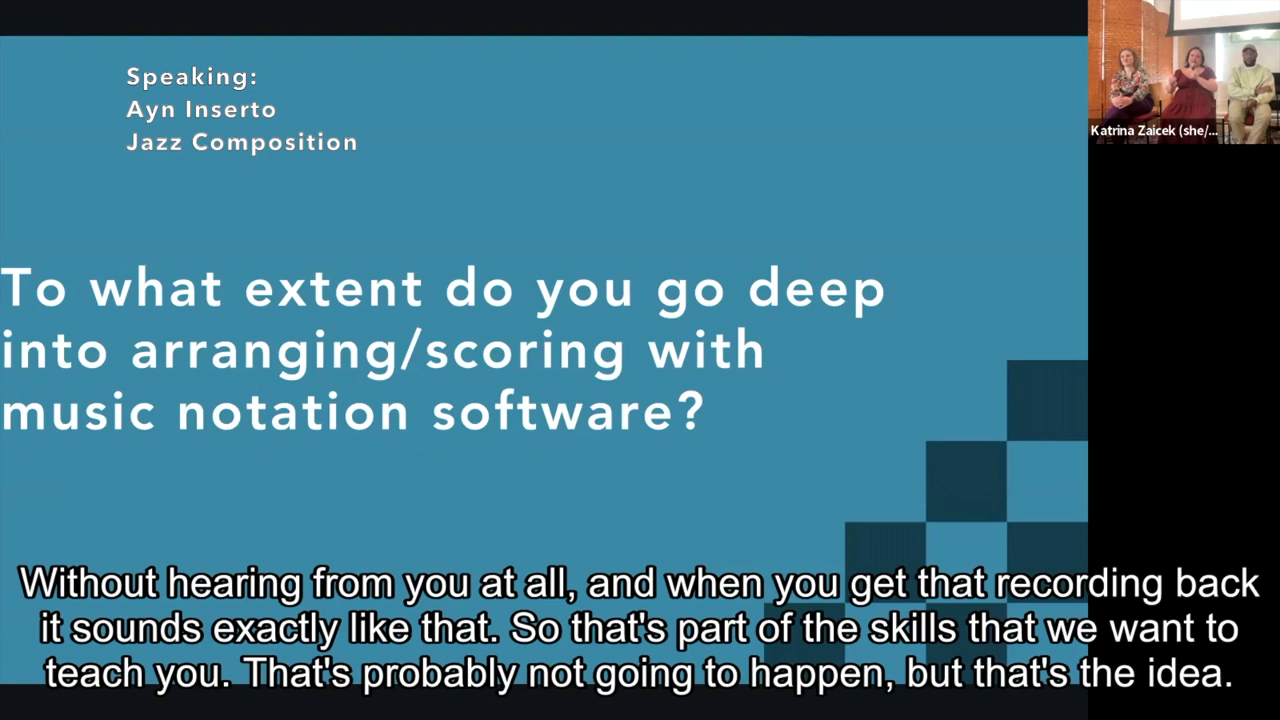 Speaking:
Ayn Inserto
Jazz Composition
Katrina Zaicek (she/...
To what extent do you go deep
into arranging/scoring with
music notation software?
Without hearing from you at all, and when you get that recording back
it sounds exactly like that. So that's part of the skills that we want to
teach you. That's probably not going to happen, but that's the idea.